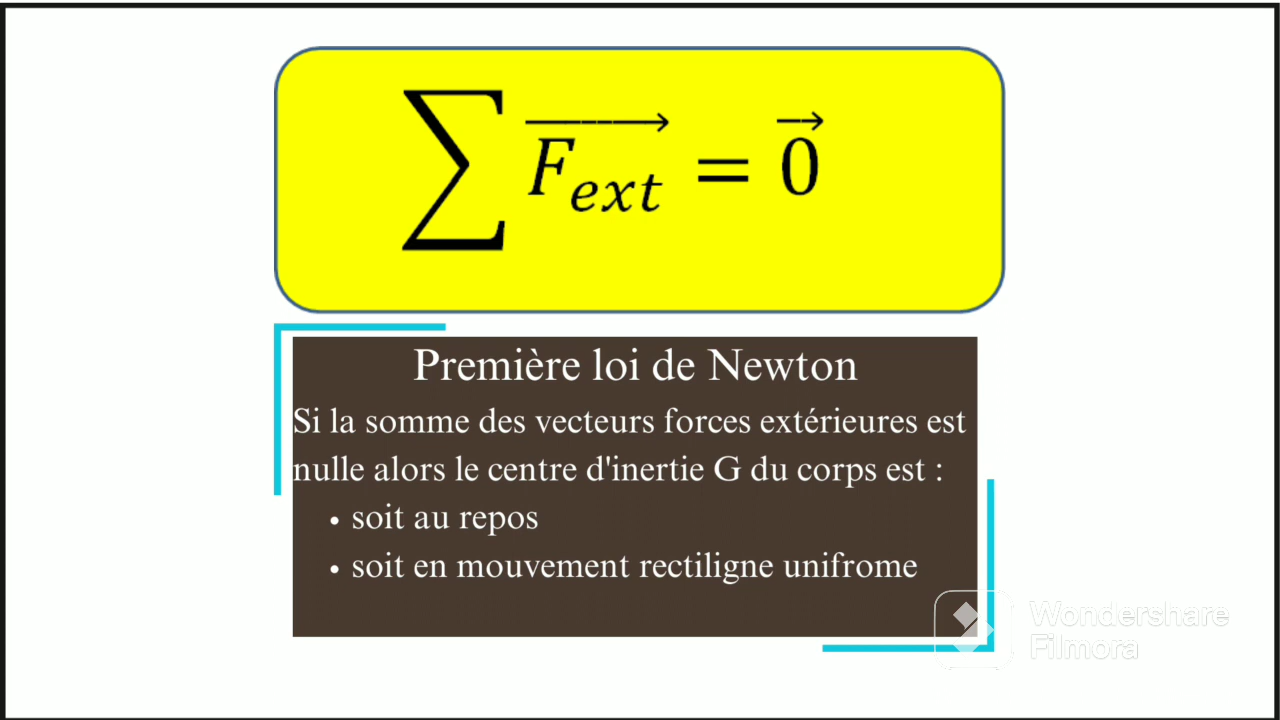 ∑ F⃗ext = 0⃗
Première loi de Newton
Si la somme des vecteurs forces extérieures est
nulle alors le centre d'inertie G du corps est :
• soit au repos
• soit en mouvement rectiligne unifrome
Wondershare
Filmora